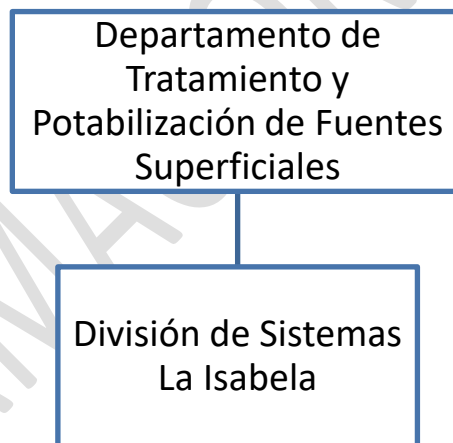 Departamento de
Tratamiento y
Potabilización de Fuentes
Superficiales
División de Sistemas
La Isabela